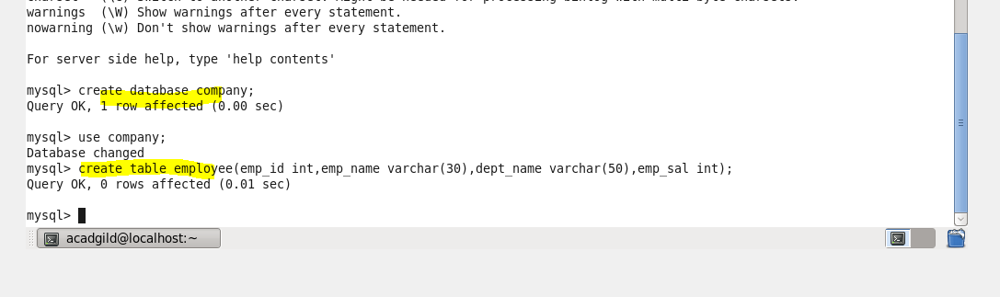 warnings (\W) Show warnings after every statement.
nowarning (\w) Don't show warnings after every statement.
For server side help, type 'help contents'
mysql> create database company;
Query OK, 1 row affected (0.00 sec)
mysql> use company;
Database changed
mysql> create table employee(emp_id int,emp_name varchar(30),dept_name varchar(50),emp_sal int);
Query OK, 0 rows affected (0.01 sec)
mysql>
acadgild@localhost:~